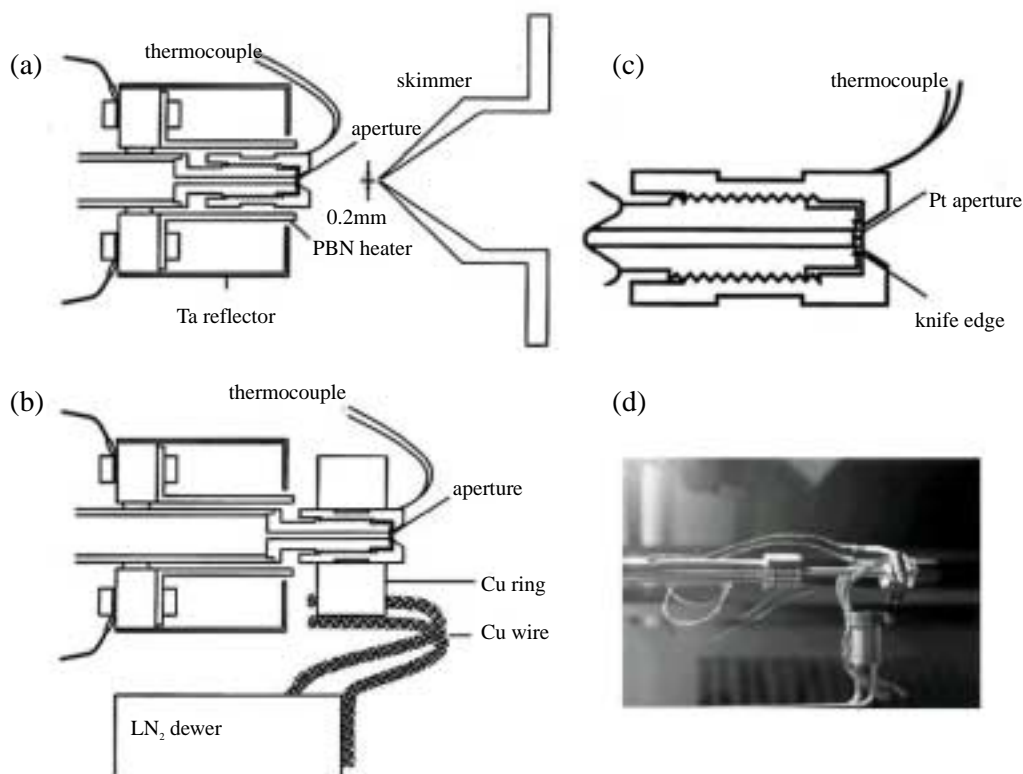 (a)
thermocouple
skimmer
aperture
0.2mm
PBN heater
Ta reflector
(c)
thermocouple
Pt aperture
knife edge
(b)
thermocouple
aperture
Cu ring
Cu wire
LN₂ dewer
(d)